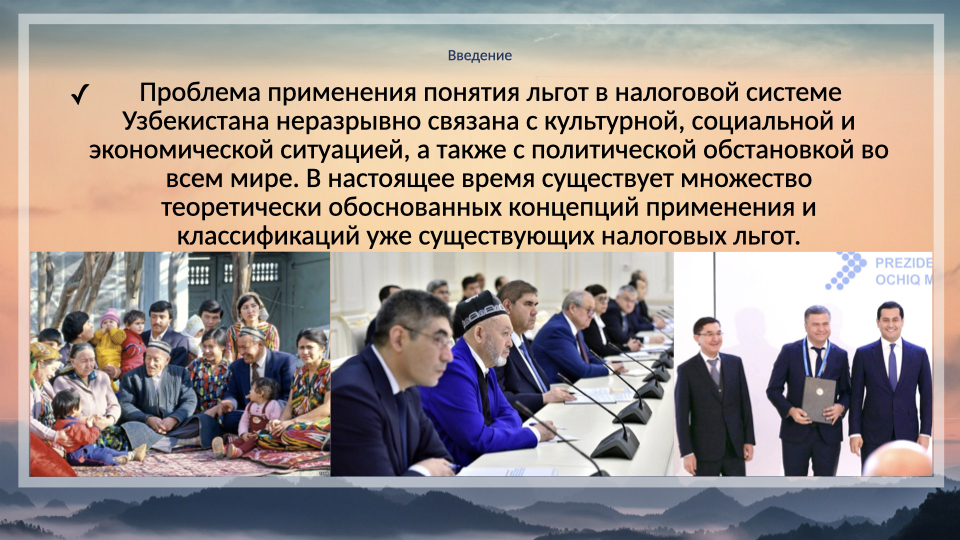 Введение
✓ Проблема применения понятия льгот в налоговой системе
Узбекистана неразрывно связана с культурной, социальной и
экономической ситуацией, а также с политической обстановкой во
всем мире. В настоящее время существует множество
теоретически обоснованных концепций применения и
классификаций уже существующих налоговых льгот.
PREZIDE
OCHIQ M